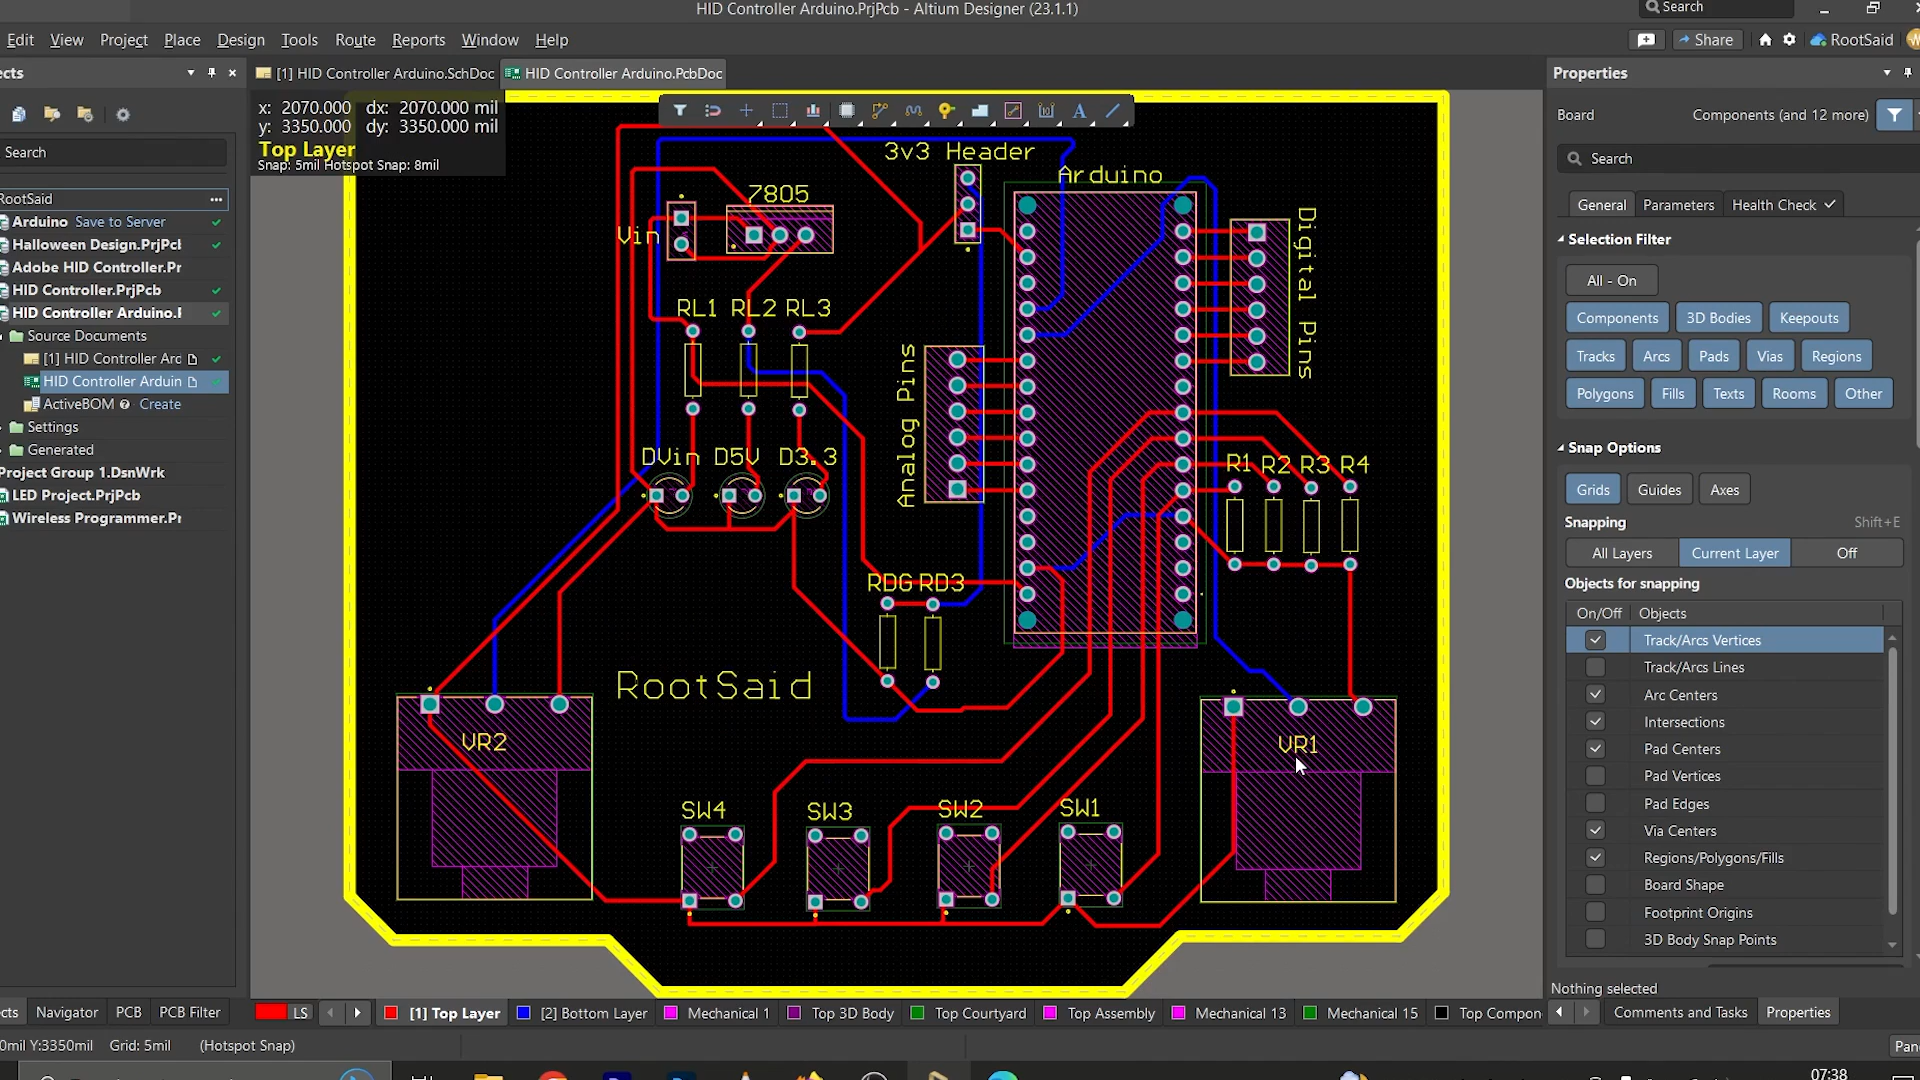 HID Controller Arduino.PrjPcb - Altium Designer (23.1.1)
Search
Edit View Project Place Design Tools Route Reports Window Help
Share
RootSaid
[1] HID Controller Arduino.SchDoc
HID Controller Arduino.PcbDoc
Properties
x: 2070.000 dx: 2070.000 mil
y: 3350.000 dy: 3350.000 mil
Top Layer
Snap: 5mil Hotspot Snap: 8mil
Board
Components (and 12 more)
Search
Search
RootSaid
Arduino Save to Server
Halloween Design.PrjPcb
Adobe HID Controller.Pr
HID Controller.PrjPcb
HID Controller Arduino.P
Source Documents
[1] HID Controller Ard
HID Controller Arduin
ActiveBOM Create
Settings
Generated
Project Group 1.DsnWrk
LED Project.PrjPcb
Wireless Programmer.Pr
Navigator PCB PCB Filter
3v3 Header
Arduino
7805
Vin
Digital Pins
RL1 RL2 RL3
Analog Pins
DVin D5V D3.3
R1 R2 R3 R4
RDG RD3
RootSaid
VR2
VR1
SW4 SW3 SW2 SW1
General Parameters Health Check
Selection Filter
All - On
Components 3D Bodies Keepouts
Tracks Arcs Pads Vias Regions
Polygons Fills Texts Rooms Other
Snap Options
Grids Guides Axes
Snapping Shift+E
All Layers Current Layer Off
Objects for snapping
On/Off Objects
Track/Arcs Vertices
Track/Arcs Lines
Arc Centers
Intersections
Pad Centers
Pad Vertices
Pad Edges
Via Centers
Regions/Polygons/Fills
Board Shape
Footprint Origins
3D Body Snap Points
Nothing selected
LS [1] Top Layer [2] Bottom Layer Mechanical 1 Top 3D Body Top Courtyard Top Assembly Mechanical 13 Mechanical 15 Top Compon
Comments and Tasks Properties
0mil Y:3350mil Grid: 5mil (Hotspot Snap)
Pan
07:38